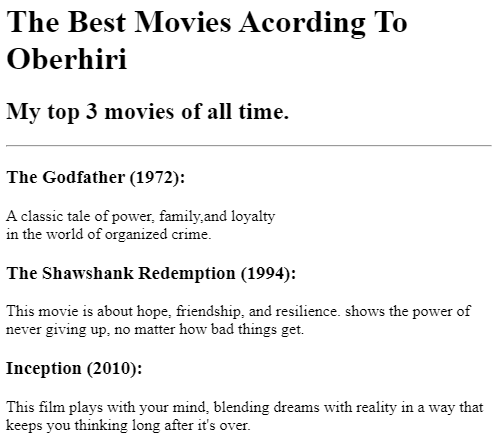 The Best Movies Acording To
Oberhiri
My top 3 movies of all time.
The Godfather (1972):
A classic tale of power, family,and loyalty
in the world of organized crime.
The Shawshank Redemption (1994):
This movie is about hope, friendship, and resilience. shows the power of
never giving up, no matter how bad things get.
Inception (2010):
This film plays with your mind, blending dreams with reality in a way that
keeps you thinking long after it's over.